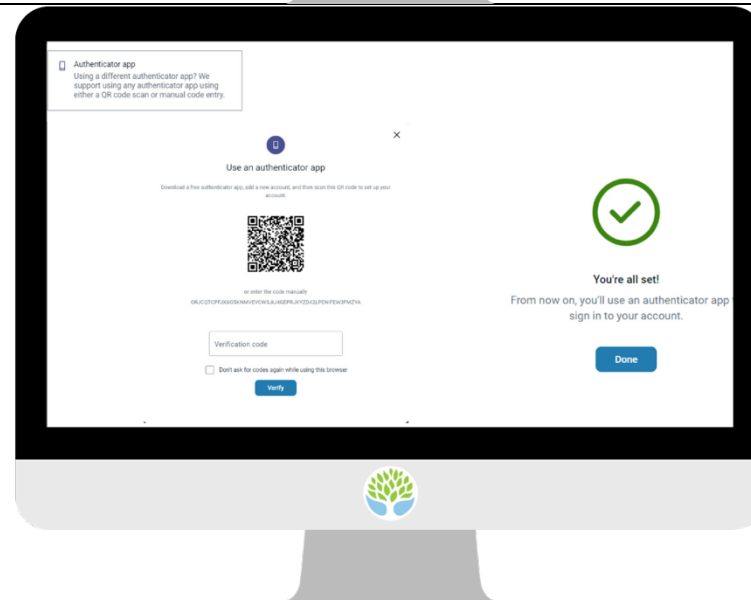 Authenticator app
Using a different authenticator app? We
support using any authenticator app using
either a QR code scan or manual code entry.
Use an authenticator app
Download a free authenticator app, add a new account, and then scan this QR code to set up your
account.
or enter the code manually
Verification code
Don't ask for codes again while using this browser
Verify
You're all set!
From now on, you'll use an authenticator app
sign in to your account.
Done